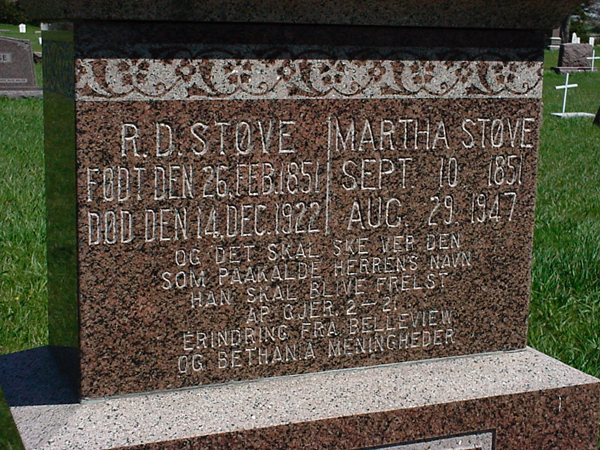 R.D. STØVE
FØDT DEN 26. FEB. 1851
DØD DEN 14. DEC. 1922
MARTHA STØVE
SEPT. 10 1851
AUG. 29 1947
OG DET SKAL SKE VER DEN
SOM PAAKALDE HERRENS NAVN
HAN SKAL BLIVE FRELST
AP GJER. 2-21
ERINDRING FRA BELLEVIEW
OG BETHANIA MENINGHEDER